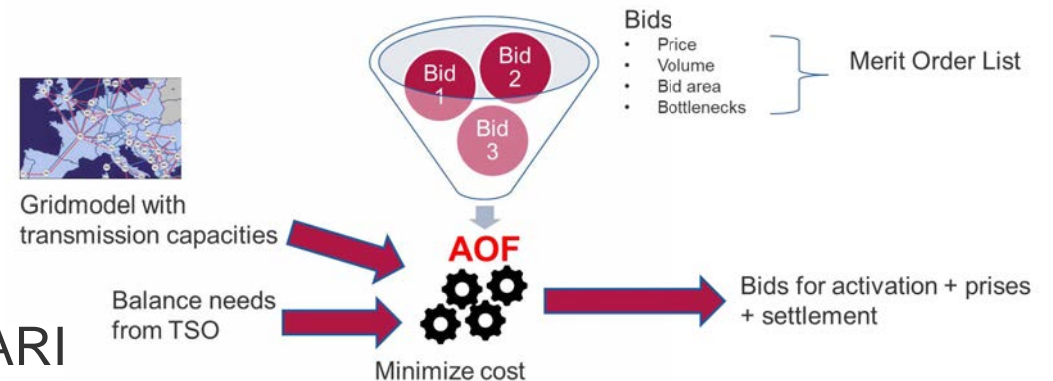 Bids
• Price
• Volume
• Bid area
• Bottlenecks
Merit Order List
Bid
1
Bid
2
Bid
3
Gridmodel with
transmission capacities
AOF
Balance needs
from TSO
Bids for activation + prises
+ settlement
ARI
Minimize cost